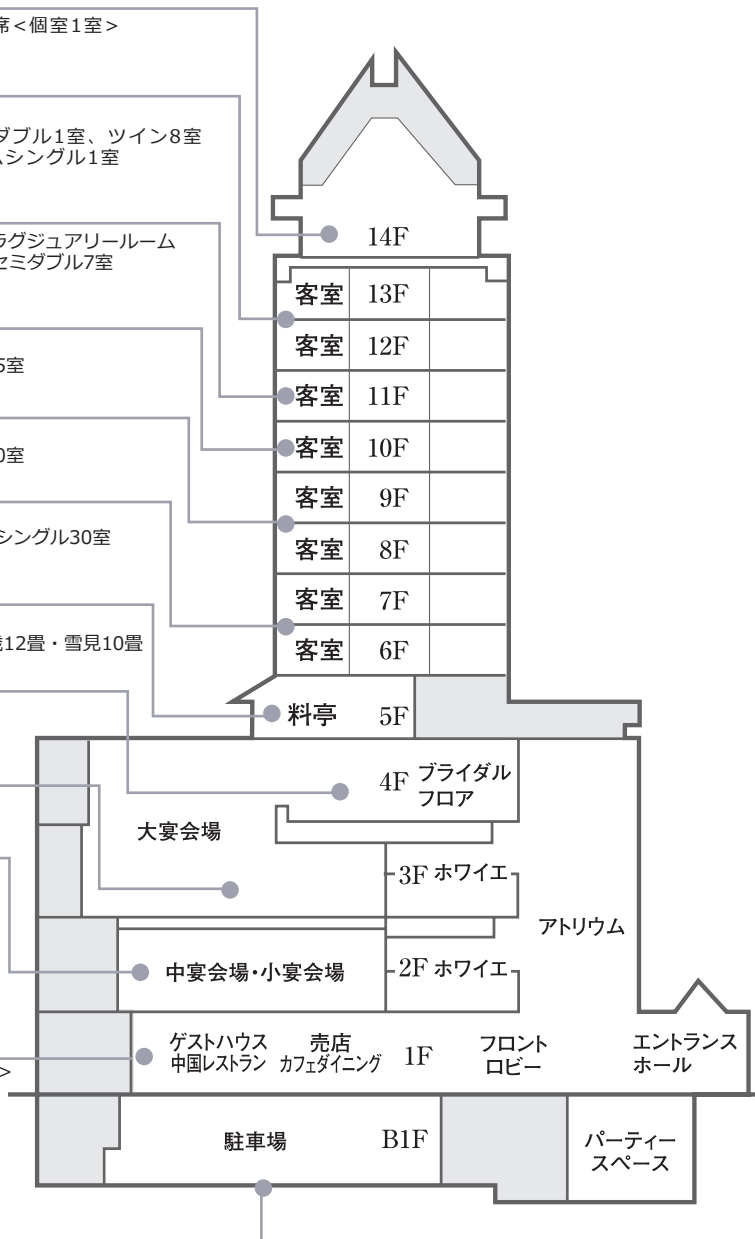 席<個室1室>
ダブル1室、ツイン8室
シングル1室
ラグジュアリールーム
セミダブル7室
14F
客室 13F
客室 12F
5室
客室 11F
客室 10F
0室
客室 9F
シングル30室
客室 8F
客室 7F
12畳・雪見10畳
客室 6F
料亭 5F
4F ブライダル
フロア
大宴会場
3F ホワイエ
アトリウム
中宴会場・小宴会場
2F ホワイエ
ゲストハウス
中国レストラン
売店
カフェダイニング
1F
フロント
ロビー
エントランス
ホール
>
駐車場 B1F
パーティー
スペース